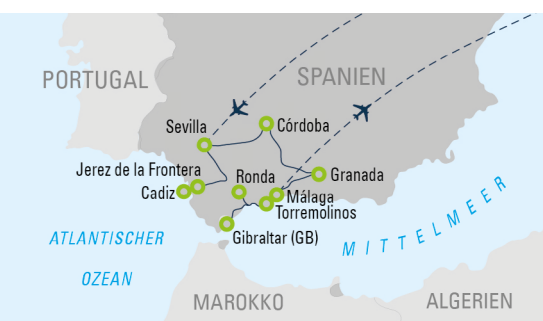 PORTUGAL
SPANIEN
Sevilla
Córdoba
Jerez de la Frontera
Ronda
Granada
Cadiz
Málaga
Torremolinos
Gibraltar (GB)
ATLANTISCHER
OZEAN
MITTELMEER
MAROKKO
ALGERIEN